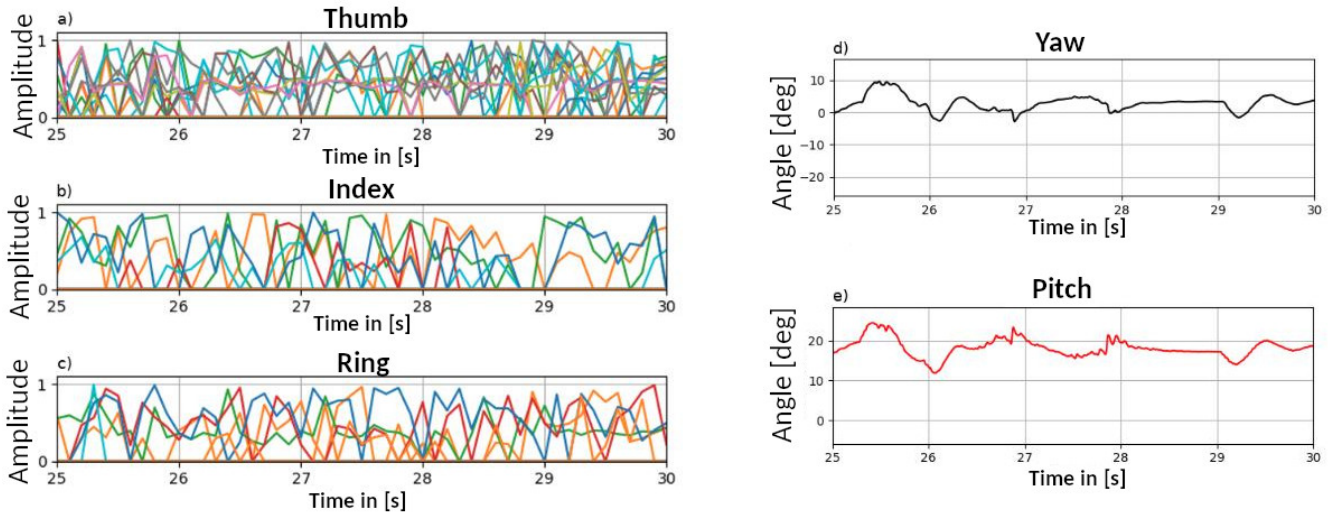 a)
Thumb
Amplitude
1
0
25 26 27 28 29 30
Time in [s]
b)
Index
Amplitude
1
0
25 26 27 28 29 30
Time in [s]
c)
Ring
Amplitude
1
0
25 26 27 28 29 30
Time in [s]
d)
Yaw
Angle [deg]
10
0
−10
−20
25 26 27 28 29 30
Time in [s]
e)
Pitch
Angle [deg]
20
10
0
25 26 27 28 29 30
Time in [s]